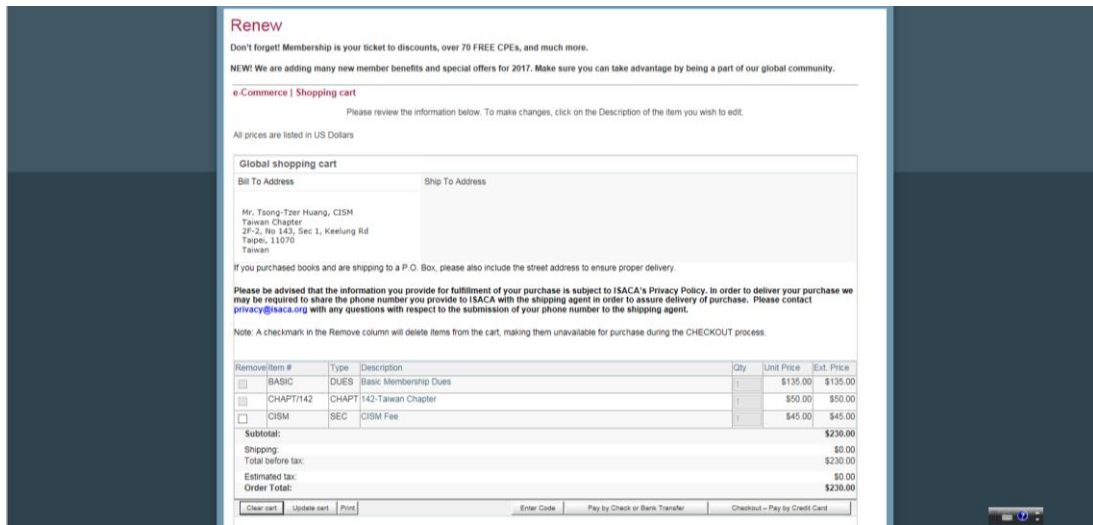 Renew
Don't forget! Membership is your ticket to discounts, over 70 FREE CPEs, and much more.
NEW! We are adding many new member benefits and special offers for 2017. Make sure you can take advantage by being a part of our global community.
e-Commerce | Shopping cart
Please review the information below. To make changes, click on the Description of the item you wish to edit.
All prices are listed in US Dollars
Global shopping cart
Bill To Address Ship To Address
Mr. Tsong-Tzer Huang, CISM
Taiwan Chapter
2F-2, No 143, Sec 1, Keelung Rd
Taipei, 11070
Taiwan
If you purchased books and are shipping to a P.O. Box, please also include the street address to ensure proper delivery.
Please be advised that the information you provide for fulfillment of your purchase is subject to ISACA's Privacy Policy. In order to deliver your purchase we
may be required to share the phone number you provide to ISACA with the shipping agent in order to assure delivery of purchase. Please contact
privacy@isaca.org with any questions with respect to the submission of your phone number to the shipping agent.
Note: A checkmark in the Remove column will delete items from the cart, making them unavailable for purchase during the CHECKOUT process.
Remove Item # Type Description Qty Unit Price Ext. Price
BASIC DUES Basic Membership Dues 1 $135.00 $135.00
CHAPT/142 CHAPT 142-Taiwan Chapter 1 $50.00 $50.00
CISM SEC CISM Fee 1 $45.00 $45.00
Subtotal: $230.00
Shipping: $0.00
Total before tax: $230.00
Estimated tax: $0.00
Order Total: $230.00
Clear cart Update cart Print Enter Code Pay by Check or Bank Transfer Checkout – Pay by Credit Card